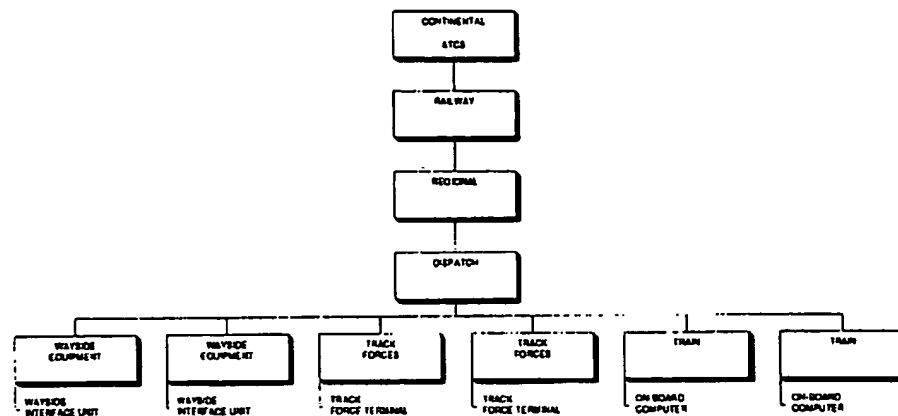 CONTINENTAL
ATCS
RAILWAY
REGIONAL
DISPATCH
WAYSIDE
EQUIPMENT
WAYSIDE
EQUIPMENT
TRACK
FORCES
TRACK
FORCES
TRAIN
TRAIN
WAYSIDE
INTERFACE UNIT
WAYSIDE
INTERFACE UNIT
TRACK
FORCE TERMINAL
TRACK
FORCE TERMINAL
ON-BOARD
COMPUTER
ON-BOARD
COMPUTER